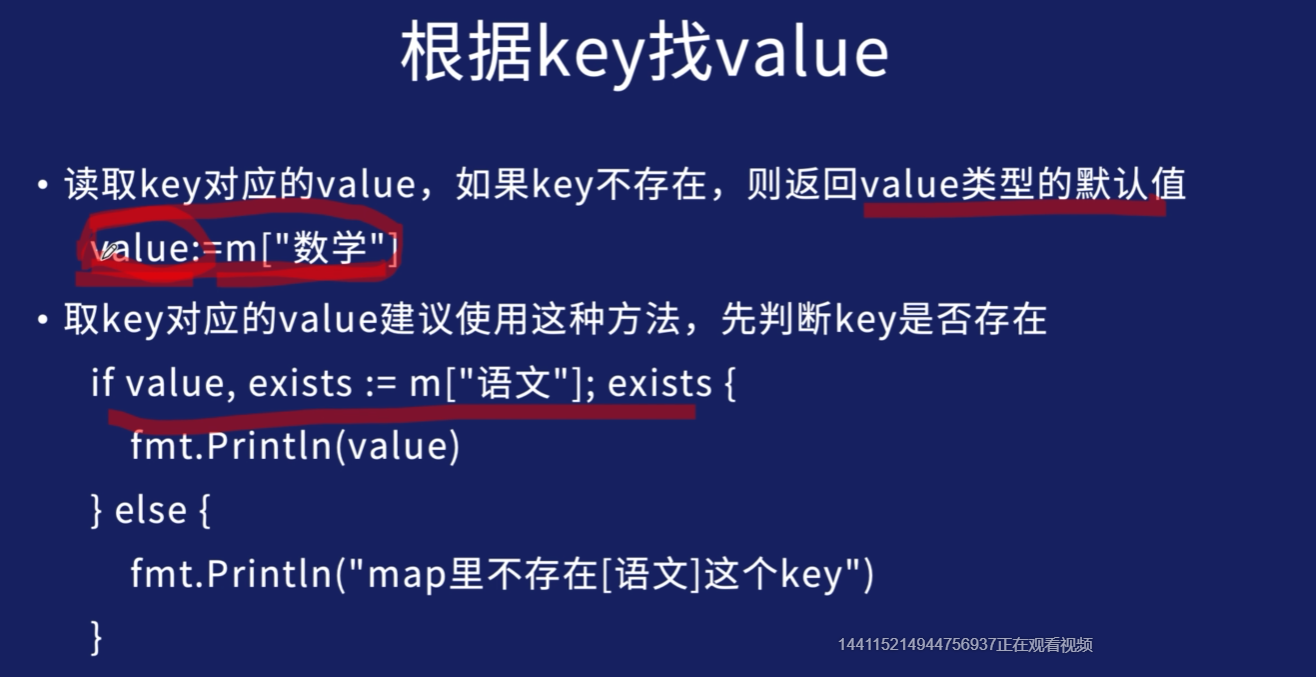 根据key找value
• 读取key对应的value，如果key不存在，则返回value类型的默认值
value:=m["数学"]
• 取key对应的value建议使用这种方法，先判断key是否存在
if value, exists := m["语文"]; exists {
fmt.Println(value)
} else {
fmt.Println("map里不存在[语文]这个key")
}
144115214944756937正在观看视频